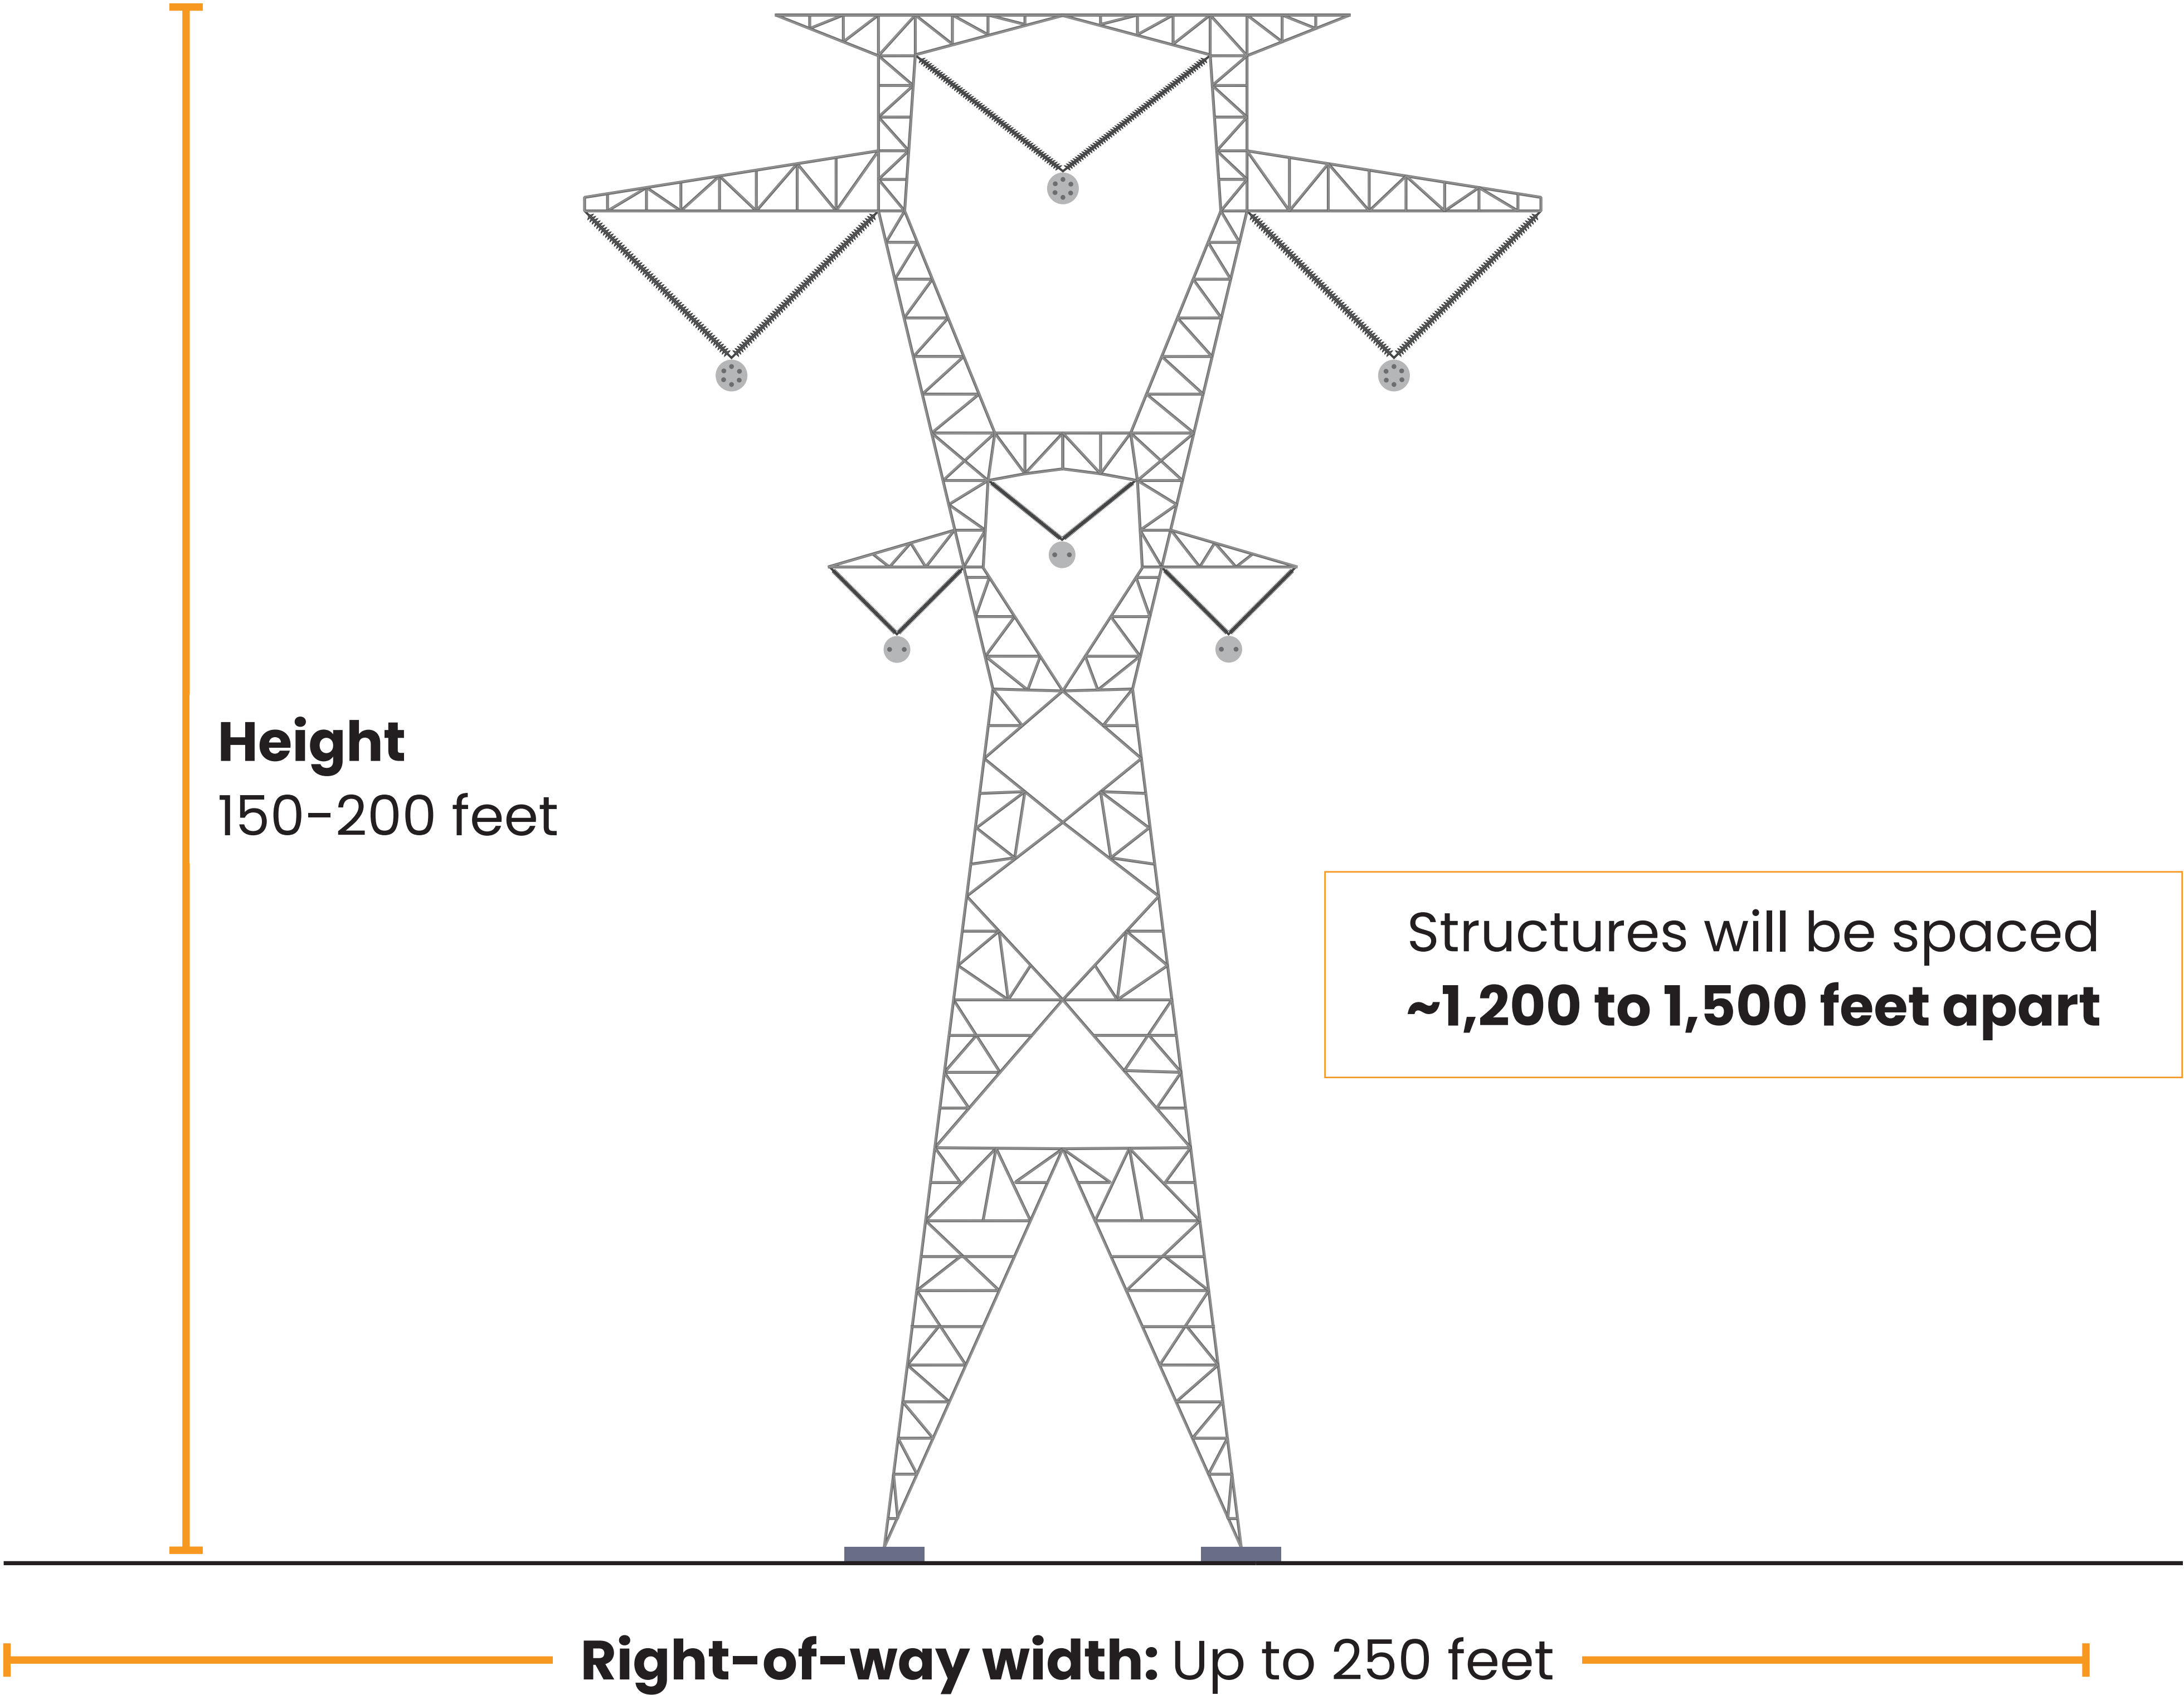 Height
150-200 feet
Structures will be spaced
~1,200 to 1,500 feet apart
Right-of-way width: Up to 250 feet